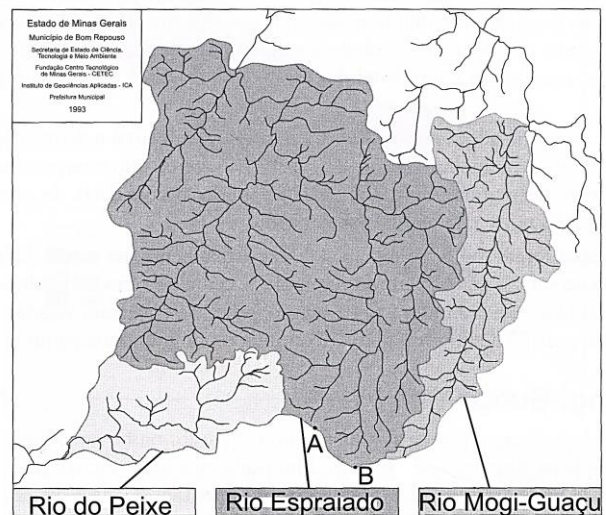 Estado de Minas Gerais
Município de Bom Repouso
Secretaria de Estado de Ciência,
Tecnologia e Meio Ambiente
Fundação Centro Tecnológico
de Minas Gerais - CETEC
Instituto de Geociências Aplicadas - ICA
Prefeitura Municipal
1993
A
B
Rio do Peixe
Rio Espraiado
Rio Mogi-Guaçu